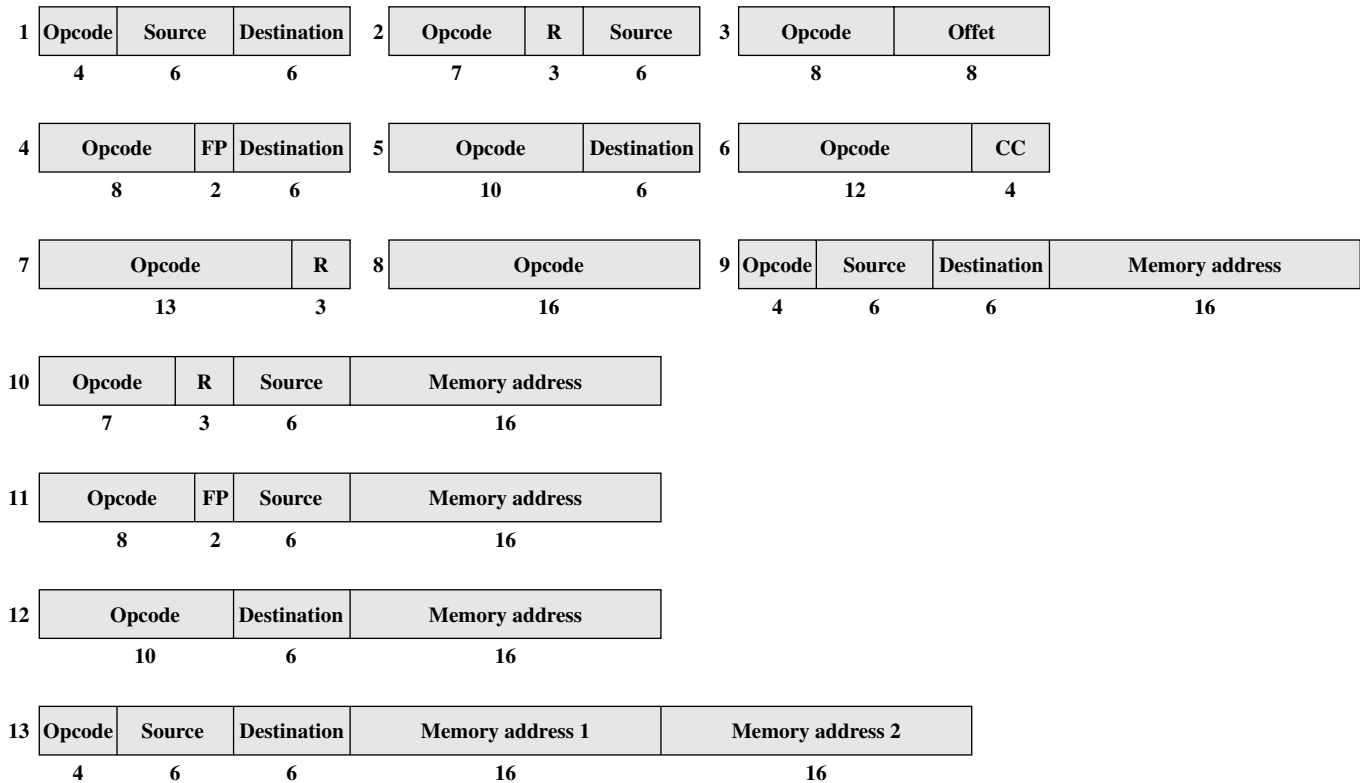 1 Opcode Source Destination 2 Opcode R Source 3 Opcode Offet
4 6 6 7 3 6 8 8
4 Opcode FP Destination 5 Opcode Destination 6 Opcode CC
8 2 6 10 6 12 4
7 Opcode R 8 Opcode 9 Opcode Source Destination Memory address
13 3 16 4 6 6 16
10 Opcode R Source Memory address
7 3 6 16
11 Opcode FP Source Memory address
8 2 6 16
12 Opcode Destination Memory address
10 6 16
13 Opcode Source Destination Memory address 1 Memory address 2
4 6 6 16 16